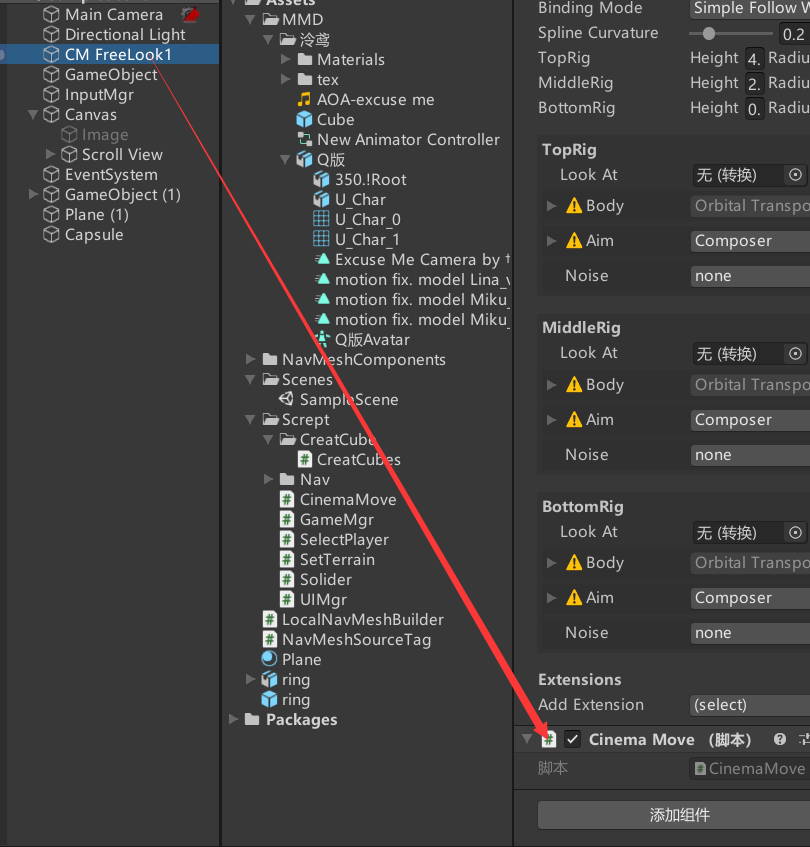 Main Camera
Directional Light
CM FreeLook1
GameObject
InputMgr
Canvas
Image
Scroll View
EventSystem
GameObject (1)
Plane (1)
Capsule
Assets
MMD
泠鸢
Materials
tex
AOA-excuse me
Cube
New Animator Controller
Q版
350.!Root
U_Char
U_Char_0
U_Char_1
Excuse Me Camera by
motion fix. model Lina_
motion fix. model Miku_
motion fix. model Miku_
Q版Avatar
NavMeshComponents
Scenes
SampleScene
Scrept
CreatCube
CreatCubes
Nav
CinemaMove
GameMgr
SelectPlayer
SetTerrain
Solider
UIMgr
LocalNavMeshBuilder
NavMeshSourceTag
Plane
ring
ring
Packages
Binding Mode Simple Follow W
Spline Curvature 0.2
TopRig Height 4. Radiu
MiddleRig Height 2. Radiu
BottomRig Height 0. Radiu
TopRig
Look At 无 (转换)
Body Orbital Transpo
Aim Composer
Noise none
MiddleRig
Look At 无 (转换)
Body Orbital Transpo
Aim Composer
Noise none
BottomRig
Look At 无 (转换)
Body Orbital Transpo
Aim Composer
Noise none
Extensions
Add Extension (select)
Cinema Move (脚本)
脚本 CinemaMove
添加组件